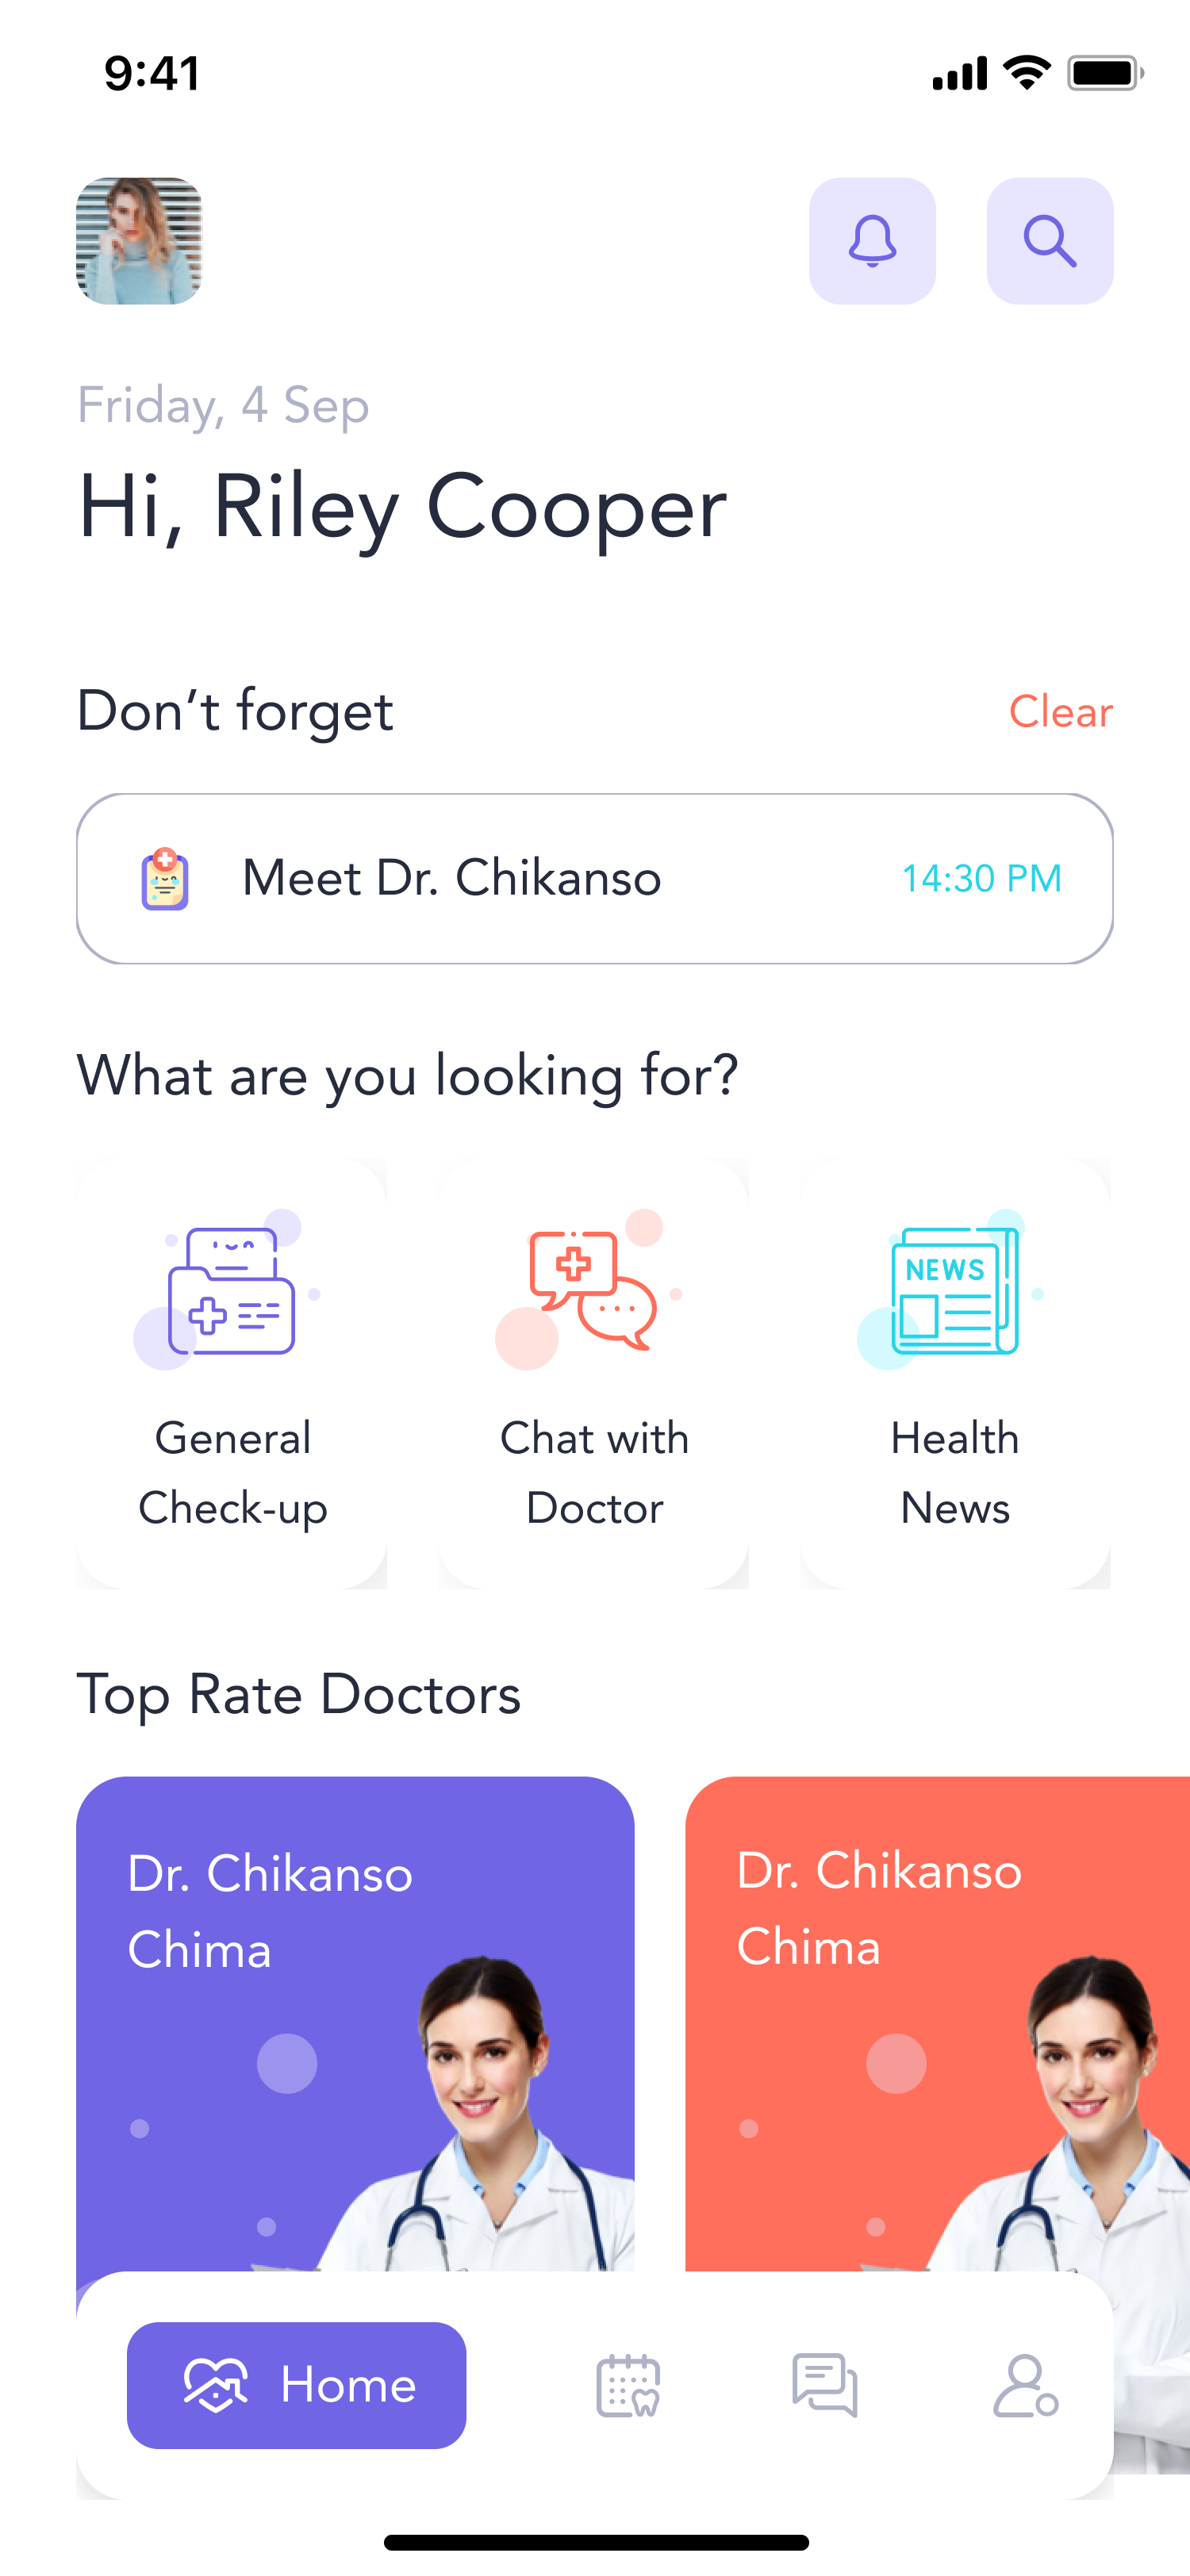 9:41
Friday, 4 Sep
Hi, Riley Cooper
Don’t forget
Clear
Meet Dr. Chikanso
14:30 PM
What are you looking for?
NEWS
General
Check-up
Chat with
Doctor
Health
News
Top Rate Doctors
Dr. Chikanso
Chima
Dr. Chikanso
Chima
Home